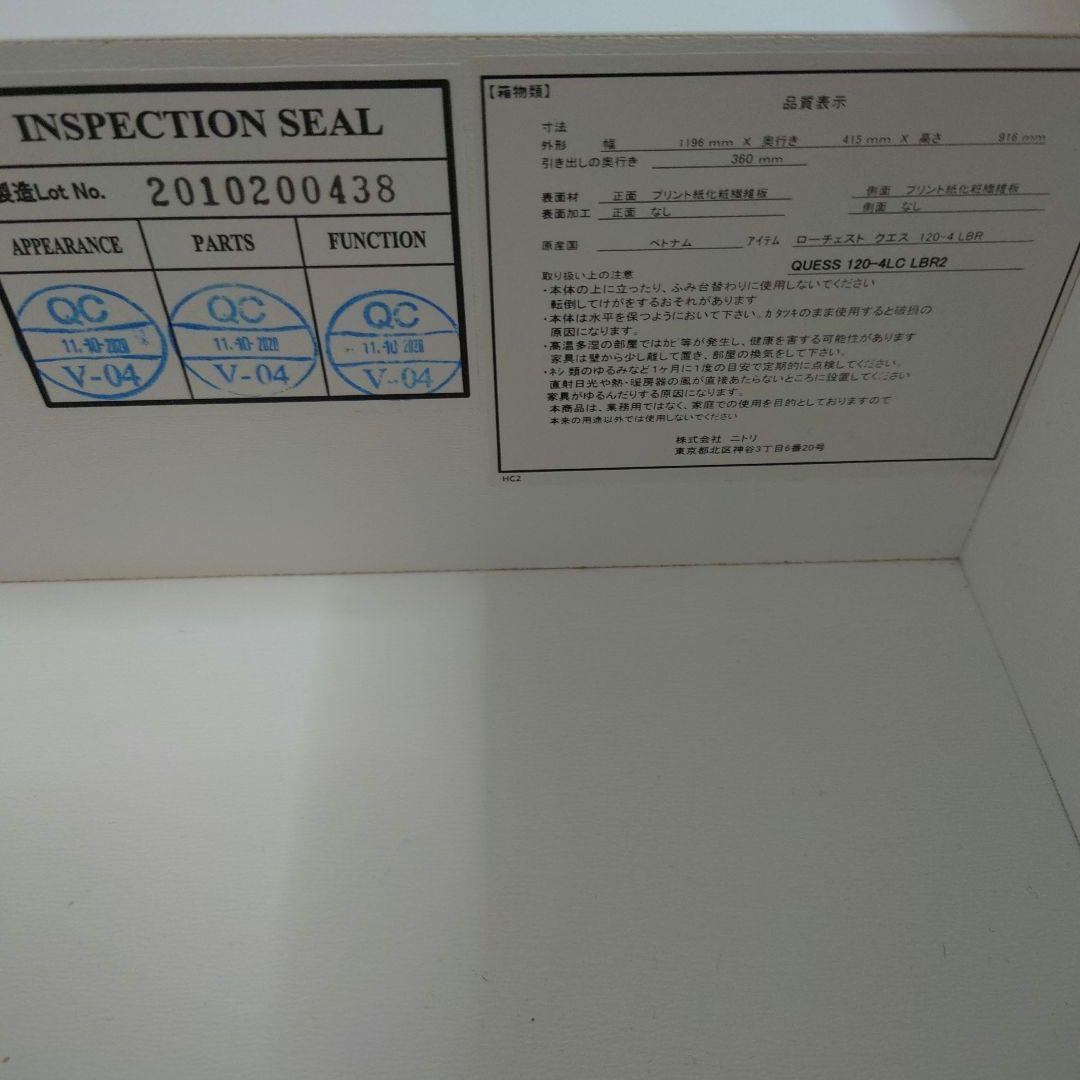 INSPECTION SEAL
製造Lot No. 2010200438
APPEARANCE PARTS FUNCTION
QC QC QC
11.10.2020 11.10.2020 11.10.2020
V-04 V-04 V-04
【箱物類】
品質表示
寸法
外形 幅 1196 mm X 奥行き 415 mm X 高さ 916 mm
引き出しの奥行き 360 mm
表面材 正面 プリント紙化粧繊維板 側面 プリント紙化粧繊維板
表面加工 正面 なし 側面 なし
原産国 ベトナム アイテム ローチェスト クエス 120-4 LBR
QUESS 120-4LC LBR2
取り扱い上の注意
・本体の上に立ったり、ふみ台替わりに使用しないでください
転倒してけがをするおそれがあります
・本体は水平を保つようにおいて下さい。ガタツキのまま使用すると破損の
原因になります。
・高温多湿の部屋ではカビ等が発生し、健康を害する可能性があります
家具は壁から少し離して置き、部屋の換気をして下さい。
・ネジ類のゆるみなど1ヶ月に1度の目安で定期的に点検してください。
直射日光や熱・暖房器の風が直接あたらないところに設置してください
家具がゆるんだりする原因になります。
本商品は、業務用ではなく、家庭での使用を目的としておりますので
本来の用途以外では使用しないでください
株式会社 ニトリ
東京都北区神谷3丁目6番20号
HC2